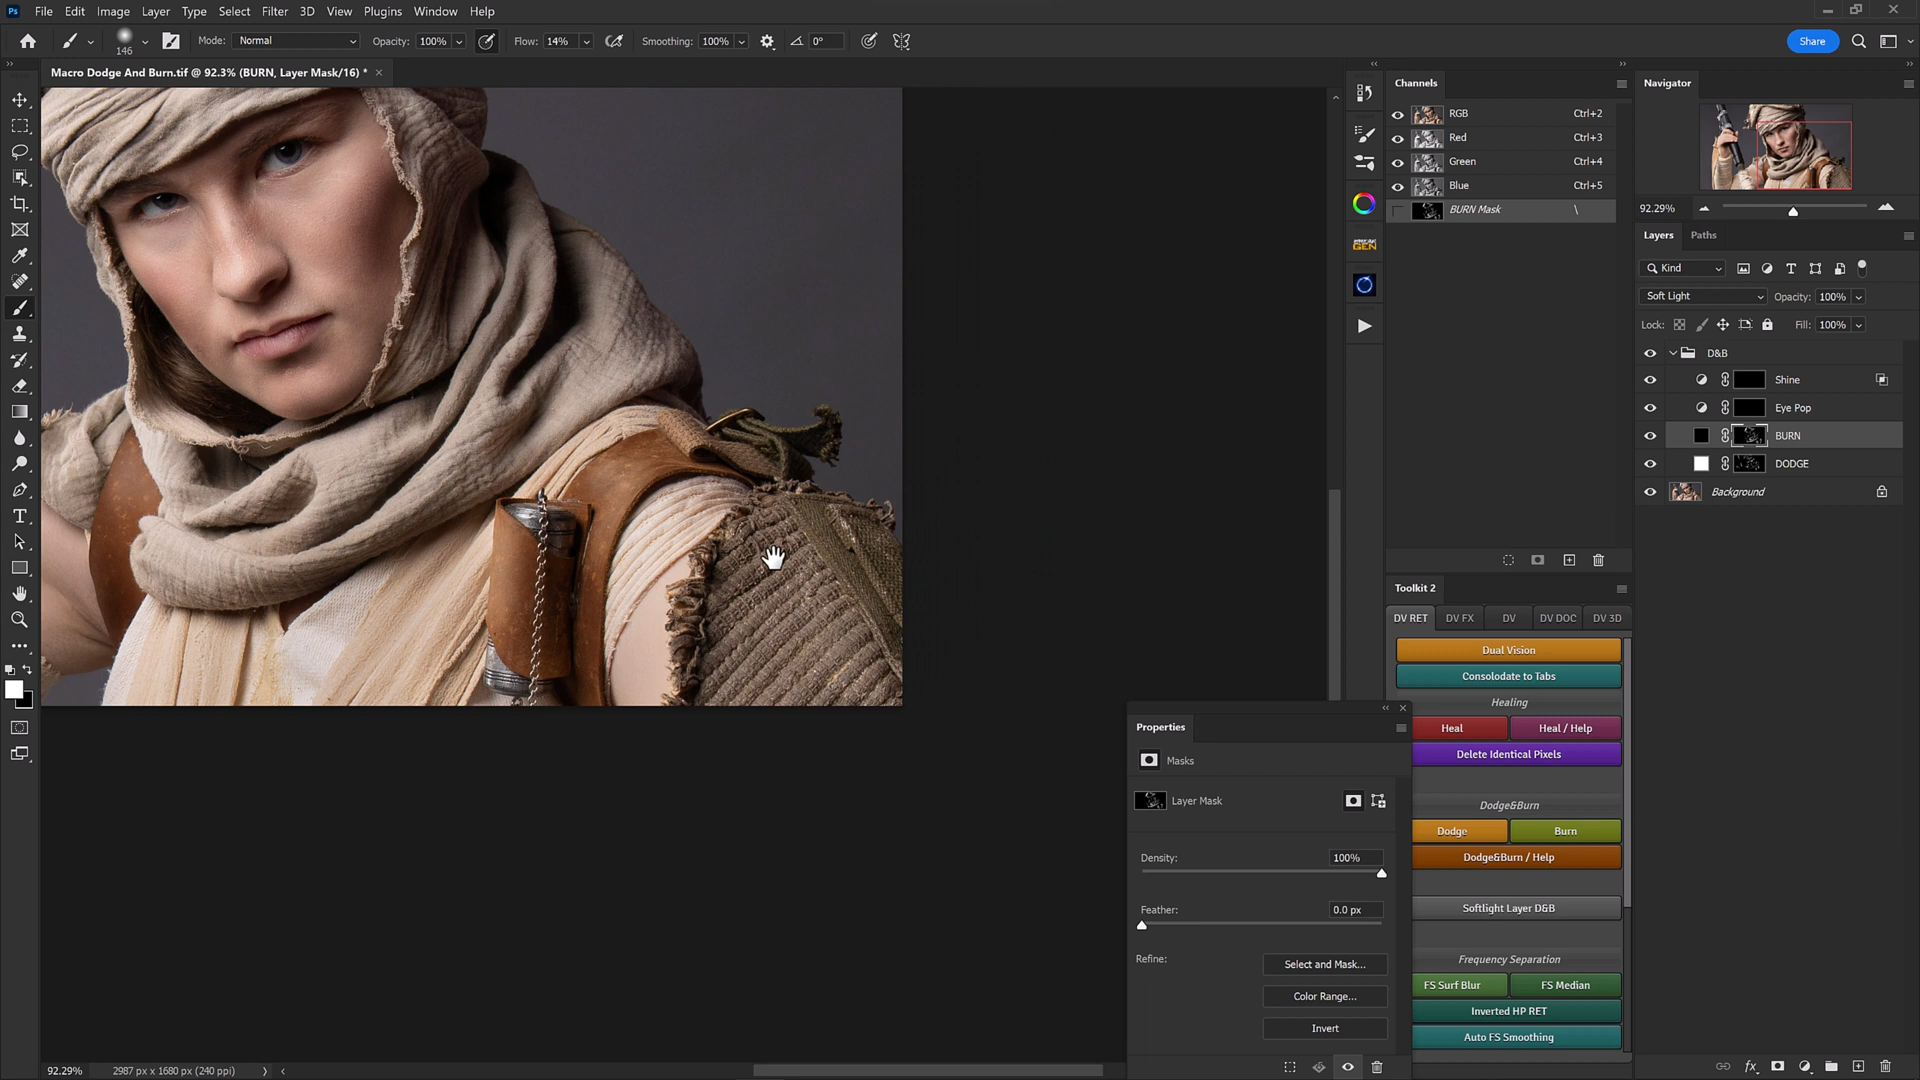 Ps File Edit Image Layer Type Select Filter 3D View Plugins Window Help
146 Mode: Normal Opacity: 100% Flow: 14% Smoothing: 100% 0° Share
Macro Dodge And Burn.tif @ 92.3% (BURN, Layer Mask/16) *
Channels
RGB Ctrl+2
Red Ctrl+3
Green Ctrl+4
Blue Ctrl+5
BURN Mask \
Navigator
92.29%
Layers Paths
Kind
Soft Light Opacity: 100%
Lock: Fill: 100%
D&B
Shine
Eye Pop
BURN
DODGE
Background
Toolkit 2
DV RET DV FX DV DV DOC DV 3D
Dual Vision
Consolodate to Tabs
Healing
Heal Heal / Help
Delete Identical Pixels
Dodge&Burn
Dodge Burn
Dodge&Burn / Help
Softlight Layer D&B
Frequency Separation
FS Surf Blur FS Median
Inverted HP RET
Auto FS Smoothing
Properties
Masks
Layer Mask
Density: 100%
Feather: 0.0 px
Refine: Select and Mask...
Color Range...
Invert
92.29% 2987 px x 1680 px (240 ppi)